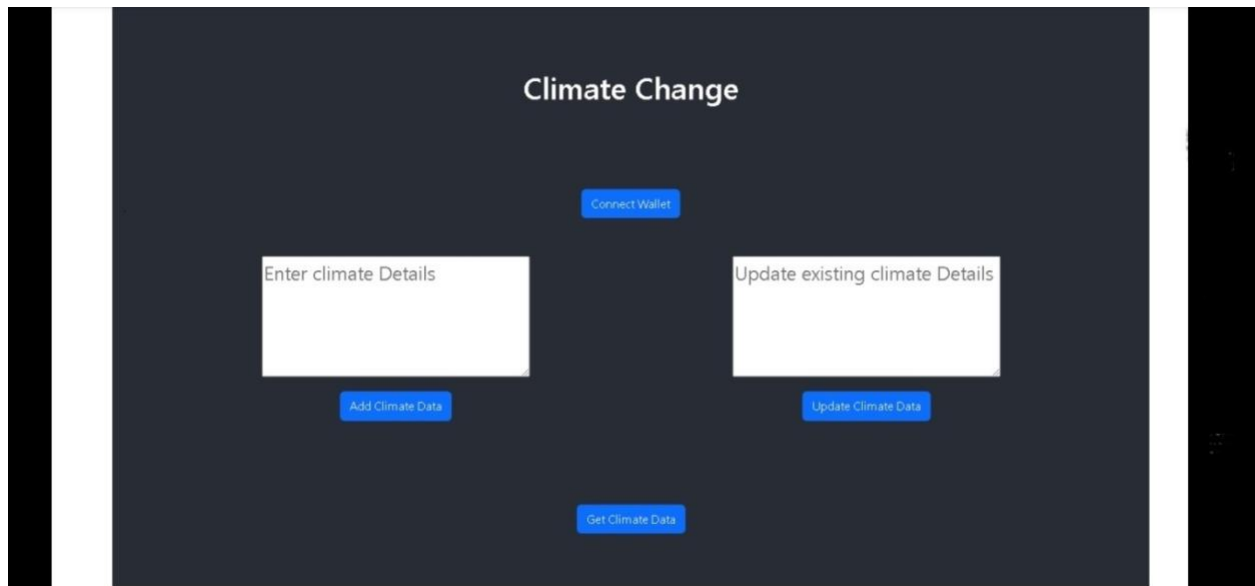 Climate Change
Connect Wallet
Enter climate Details
Update existing climate Details
Add Climate Data
Update Climate Data
Get Climate Data